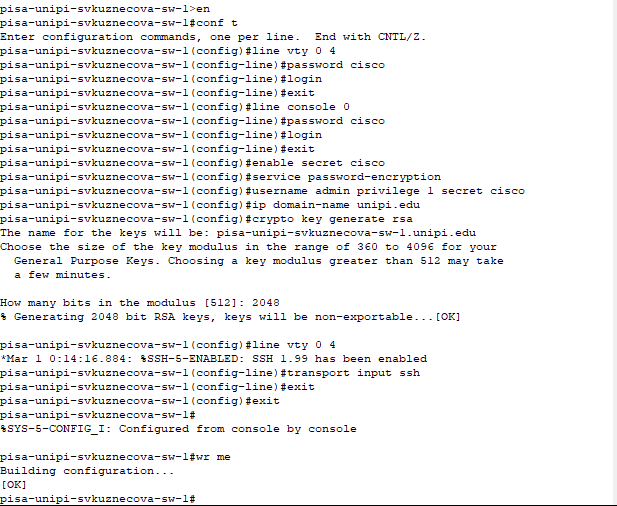 pisa-unipi-svkuznecova-sw-1>en
pisa-unipi-svkuznecova-sw-1#conf t
Enter configuration commands, one per line.  End with CNTL/Z.
pisa-unipi-svkuznecova-sw-1(config)#line vty 0 4
pisa-unipi-svkuznecova-sw-1(config-line)#password cisco
pisa-unipi-svkuznecova-sw-1(config-line)#login
pisa-unipi-svkuznecova-sw-1(config-line)#exit
pisa-unipi-svkuznecova-sw-1(config)#line console 0
pisa-unipi-svkuznecova-sw-1(config-line)#password cisco
pisa-unipi-svkuznecova-sw-1(config-line)#login
pisa-unipi-svkuznecova-sw-1(config-line)#exit
pisa-unipi-svkuznecova-sw-1(config)#enable secret cisco
pisa-unipi-svkuznecova-sw-1(config)#service password-encryption
pisa-unipi-svkuznecova-sw-1(config)#username admin privilege 1 secret cisco
pisa-unipi-svkuznecova-sw-1(config)#ip domain-name unipi.edu
pisa-unipi-svkuznecova-sw-1(config)#crypto key generate rsa
The name for the keys will be: pisa-unipi-svkuznecova-sw-1.unipi.edu
Choose the size of the key modulus in the range of 360 to 4096 for your
  General Purpose Keys. Choosing a key modulus greater than 512 may take
  a few minutes.

How many bits in the modulus [512]: 2048
% Generating 2048 bit RSA keys, keys will be non-exportable...[OK]

pisa-unipi-svkuznecova-sw-1(config)#line vty 0 4
*Mar 1 0:14:16.884: %SSH-5-ENABLED: SSH 1.99 has been enabled
pisa-unipi-svkuznecova-sw-1(config-line)#transport input ssh
pisa-unipi-svkuznecova-sw-1(config-line)#exit
pisa-unipi-svkuznecova-sw-1(config)#exit
pisa-unipi-svkuznecova-sw-1#
%SYS-5-CONFIG_I: Configured from console by console

pisa-unipi-svkuznecova-sw-1#wr me
Building configuration...
[OK]
pisa-unipi-svkuznecova-sw-1#